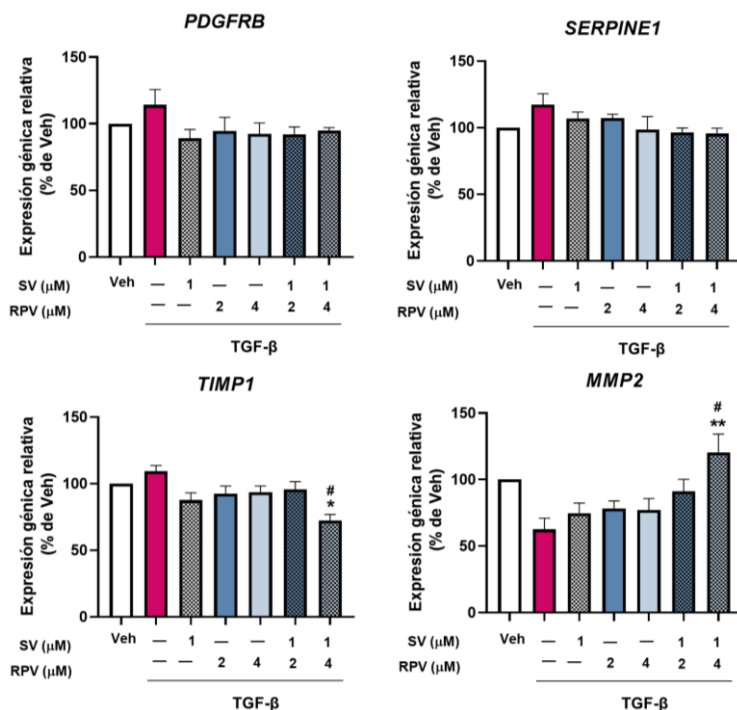 PDGFRB
Expresión génica relativa
(% de Veh)
150
100
50
0
SV (μM) Veh — 1 — — 1 1
RPV (μM) — — 2 4 2 4
TGF-β
SERPINE1
Expresión génica relativa
(% de Veh)
150
100
50
0
SV (μM) Veh — 1 — — 1 1
RPV (μM) — — 2 4 2 4
TGF-β
TIMP1
Expresión génica relativa
(% de Veh)
150
100
50
0
#
*
SV (μM) Veh — 1 — — 1 1
RPV (μM) — — 2 4 2 4
TGF-β
MMP2
Expresión génica relativa
(% de Veh)
150
100
50
0
#
**
SV (μM) Veh — 1 — — 1 1
RPV (μM) — — 2 4 2 4
TGF-β